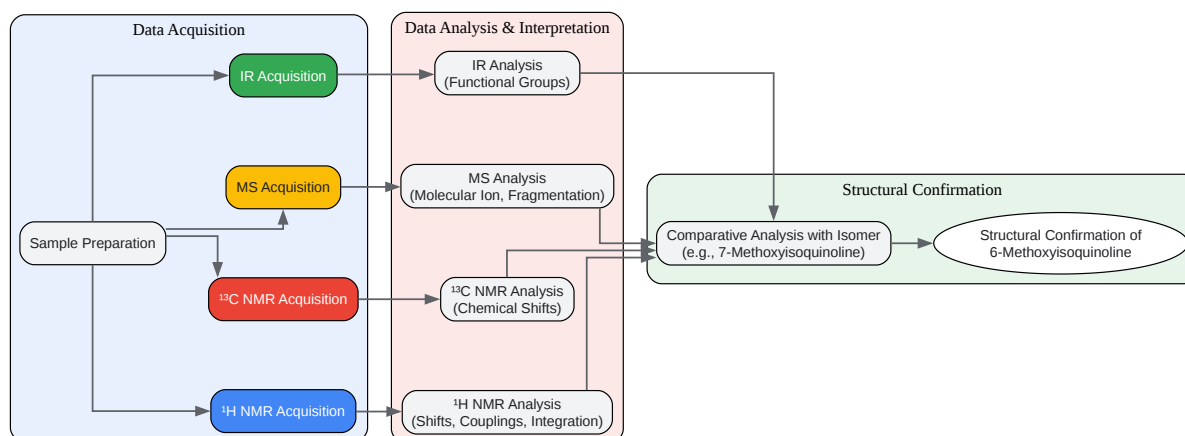 Data Acquisition
Data Analysis & Interpretation
IR Acquisition
IR Analysis
(Functional Groups)
MS Acquisition
MS Analysis
(Molecular Ion, Fragmentation)
Structural Confirmation
Sample Preparation
Comparative Analysis with Isomer
(e.g., 7-Methoxyisoquinoline)
Structural Confirmation of
6-Methoxyisoquinoline
¹³C NMR Acquisition
¹³C NMR Analysis
(Chemical Shifts)
¹H NMR Acquisition
¹H NMR Analysis
(Shifts, Couplings, Integration)